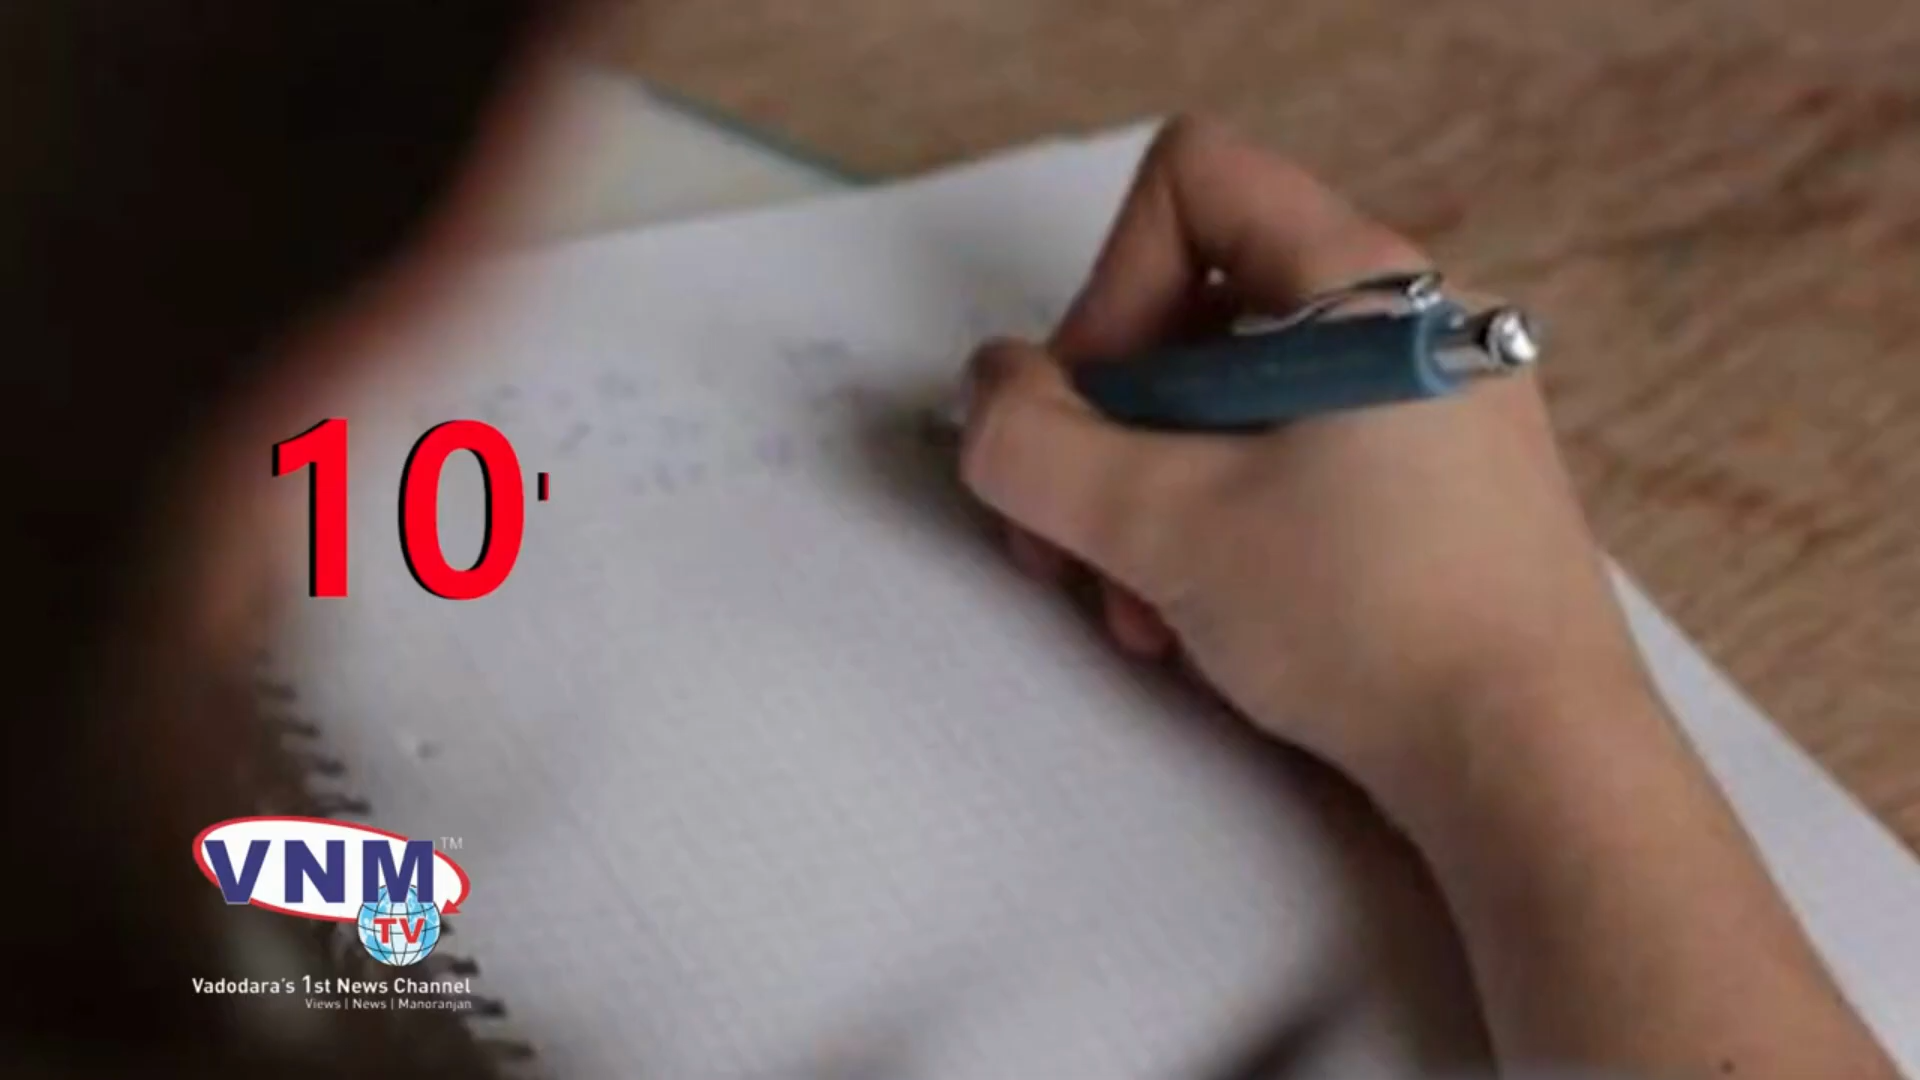 10'
VNM TM
TV
Vadodara's 1st News Channel
Views | News | Manoranjan